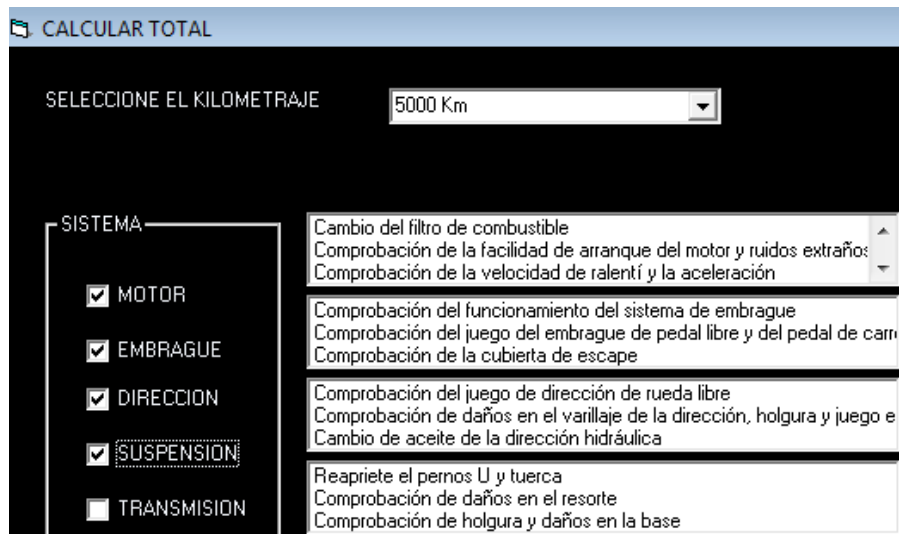 CALCULAR TOTAL
SELECCIONE EL KILOMETRAJE
5000 Km
SISTEMA
MOTOR
EMBRAGUE
DIRECCION
SUSPENSION
TRANSMISION
Cambio del filtro de combustible
Comprobación de la facilidad de arranque del motor y ruidos extraños
Comprobación de la velocidad de ralentí y la aceleración
Comprobación del funcionamiento del sistema de embrague
Comprobación del juego del embrague de pedal libre y del pedal de
Comprobación de la cubierta de escape
Comprobación del juego de dirección de rueda libre
Comprobación de daños en el varillaje de la dirección, holgura y juego e
Cambio de aceite de la dirección hidráulica
Reapriete el pernos U y tuerca
Comprobación de daños en el resorte
Comprobación de holgura y daños en la base